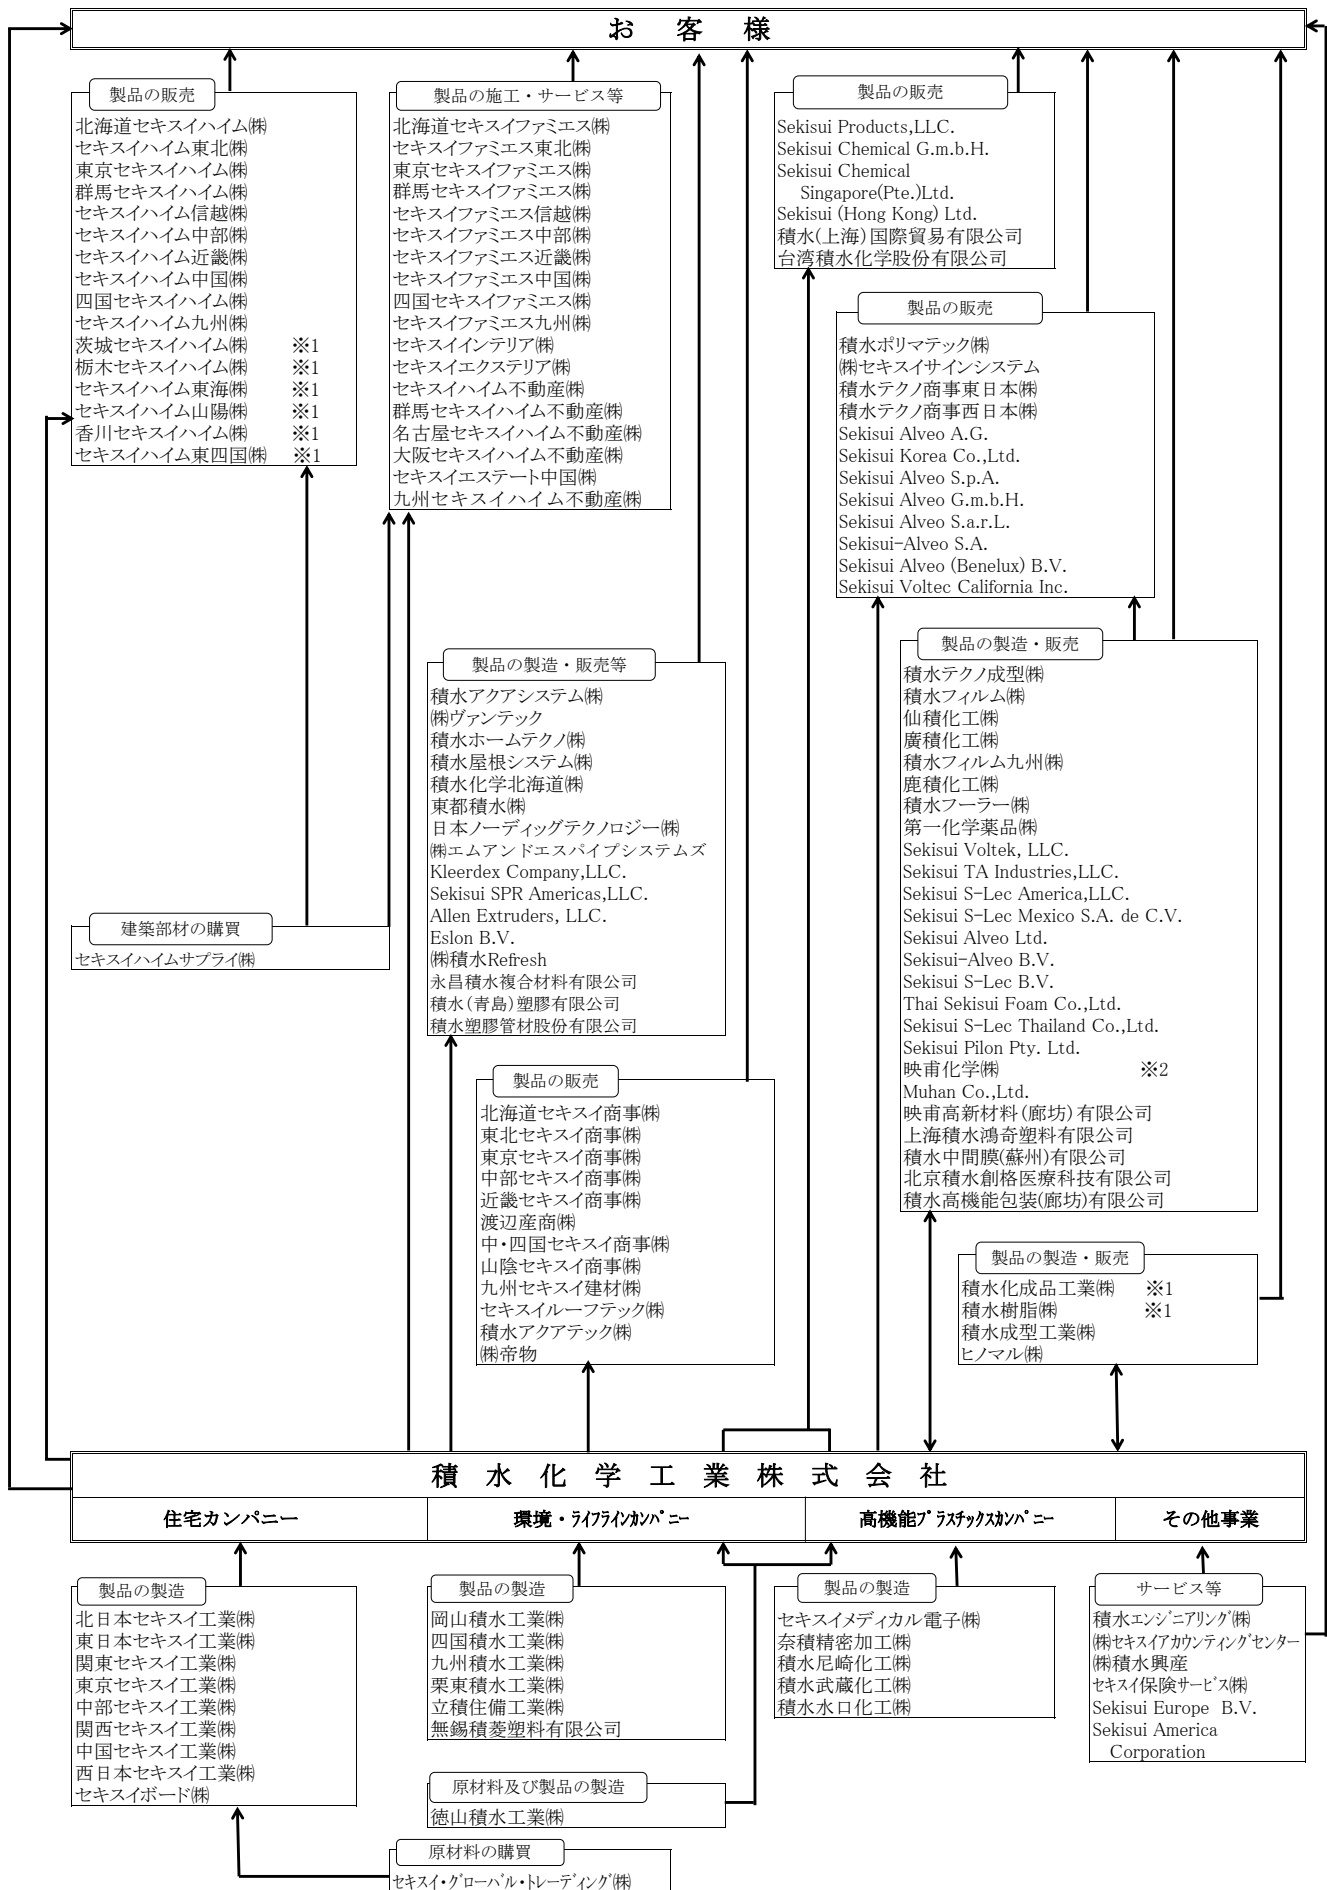 お 客 様
製品の販売
北海道セキスイハイム㈱
セキスイハイム東北㈱
東京セキスイハイム㈱
群馬セキスイハイム㈱
セキスイハイム信越㈱
セキスイハイム中部㈱
セキスイハイム近畿㈱
セキスイハイム中国㈱
四国セキスイハイム㈱
セキスイハイム九州㈱
茨城セキスイハイム㈱ ※1
栃木セキスイハイム㈱ ※1
セキスイハイム東海㈱ ※1
セキスイハイム山陽㈱ ※1
香川セキスイハイム㈱ ※1
セキスイハイム東四国㈱ ※1
製品の施工・サービス等
北海道セキスイファミエス㈱
セキスイファミエス東北㈱
東京セキスイファミエス㈱
群馬セキスイファミエス㈱
セキスイファミエス信越㈱
セキスイファミエス中部㈱
セキスイファミエス近畿㈱
セキスイファミエス中国㈱
四国セキスイファミエス㈱
セキスイファミエス九州㈱
セキスイインテリア㈱
セキスイエクステリア㈱
セキスイハイム不動産㈱
群馬セキスイハイム不動産㈱
名古屋セキスイハイム不動産㈱
大阪セキスイハイム不動産㈱
セキスイエステート中国㈱
九州セキスイハイム不動産㈱
製品の販売
Sekisui Products,LLC.
Sekisui Chemical G.m.b.H.
Sekisui Chemical
Singapore(Pte.)Ltd.
Sekisui (Hong Kong) Ltd.
積水(上海)国際貿易有限公司
台湾積水化学股份有限公司
製品の販売
積水ポリマテック㈱
㈱セキスイサインシステム
積水テクノ商事東日本㈱
積水テクノ商事西日本㈱
Sekisui Alveo A.G.
Sekisui Korea Co.,Ltd.
Sekisui Alveo S.p.A.
Sekisui Alveo G.m.b.H.
Sekisui Alveo S.a.r.L.
Sekisui-Alveo S.A.
Sekisui Alveo (Benelux) B.V.
Sekisui Voltec California Inc.
製品の製造・販売等
積水アクアシステム㈱
㈱ヴァンテック
積水ホームテクノ㈱
積水屋根システム㈱
積水化学北海道㈱
東都積水㈱
日本ノーディッグテクノロジー㈱
㈱エムアンドエスパイプシステムズ
Kleerdex Company,LLC.
Sekisui SPR Americas,LLC.
Allen Extruders, LLC.
Eslon B.V.
㈱積水Refresh
永昌積水複合材料有限公司
積水(青島)塑膠有限公司
積水塑膠管材股份有限公司
製品の製造・販売
積水テクノ成型㈱
積水フィルム㈱
仙積化工㈱
廣積化工㈱
積水フィルム九州㈱
鹿積化工㈱
積水フーラー㈱
第一化学薬品㈱
Sekisui Voltek, LLC.
Sekisui TA Industries,LLC.
Sekisui S-Lec America,LLC.
Sekisui S-Lec Mexico S.A. de C.V.
Sekisui Alveo Ltd.
Sekisui-Alveo B.V.
Sekisui S-Lec B.V.
Thai Sekisui Foam Co.,Ltd.
Sekisui S-Lec Thailand Co.,Ltd.
Sekisui Pilon Pty. Ltd.
映甫化学㈱ ※2
Muhan Co.,Ltd.
映甫高新材料(廊坊)有限公司
上海積水鴻奇塑料有限公司
積水中間膜(蘇州)有限公司
北京積水創格医療科技有限公司
積水高機能包装(廊坊)有限公司
建築部材の購買
セキスイハイムサプライ㈱
製品の販売
北海道セキスイ商事㈱
東北セキスイ商事㈱
東京セキスイ商事㈱
中部セキスイ商事㈱
近畿セキスイ商事㈱
渡辺産商㈱
中・四国セキスイ商事㈱
山陰セキスイ商事㈱
九州セキスイ建材㈱
セキスイルーフテック㈱
積水アクアテック㈱
㈱帝物
製品の製造・販売
積水化成品工業㈱ ※1
積水樹脂㈱ ※1
積水成型工業㈱
ヒノマル㈱
積 水 化 学 工 業 株 式 会 社
住宅カンパニー
環境・ﾗｲﾌﾗｲﾝｶﾝﾊﾟﾆｰ
高機能ﾌﾟﾗｽﾁｯｸｽｶﾝﾊﾟﾆｰ
その他事業
製品の製造
北日本セキスイ工業㈱
東日本セキスイ工業㈱
関東セキスイ工業㈱
東京セキスイ工業㈱
中部セキスイ工業㈱
関西セキスイ工業㈱
中国セキスイ工業㈱
西日本セキスイ工業㈱
セキスイボード㈱
製品の製造
岡山積水工業㈱
四国積水工業㈱
九州積水工業㈱
栗東積水工業㈱
立積住備工業㈱
無錫積菱塑料有限公司
製品の製造
セキスイメディカル電子㈱
奈積精密加工㈱
積水尼崎化工㈱
積水武蔵化工㈱
積水水口化工㈱
サービス等
積水ｴﾝｼﾞﾆｱﾘﾝｸﾞ㈱
㈱ｾｷｽｲｱｶｳﾝﾃｨﾝｸﾞｾﾝﾀｰ
㈱積水興産
ｾｷｽｲ保険ｻｰﾋﾞｽ㈱
Sekisui Europe B.V.
Sekisui America
Corporation
原材料及び製品の製造
徳山積水工業㈱
原材料の購買
ｾｷｽｲ・ｸﾞﾛｰﾊﾞﾙ・ﾄﾚｰﾃﾞｨﾝｸﾞ㈱